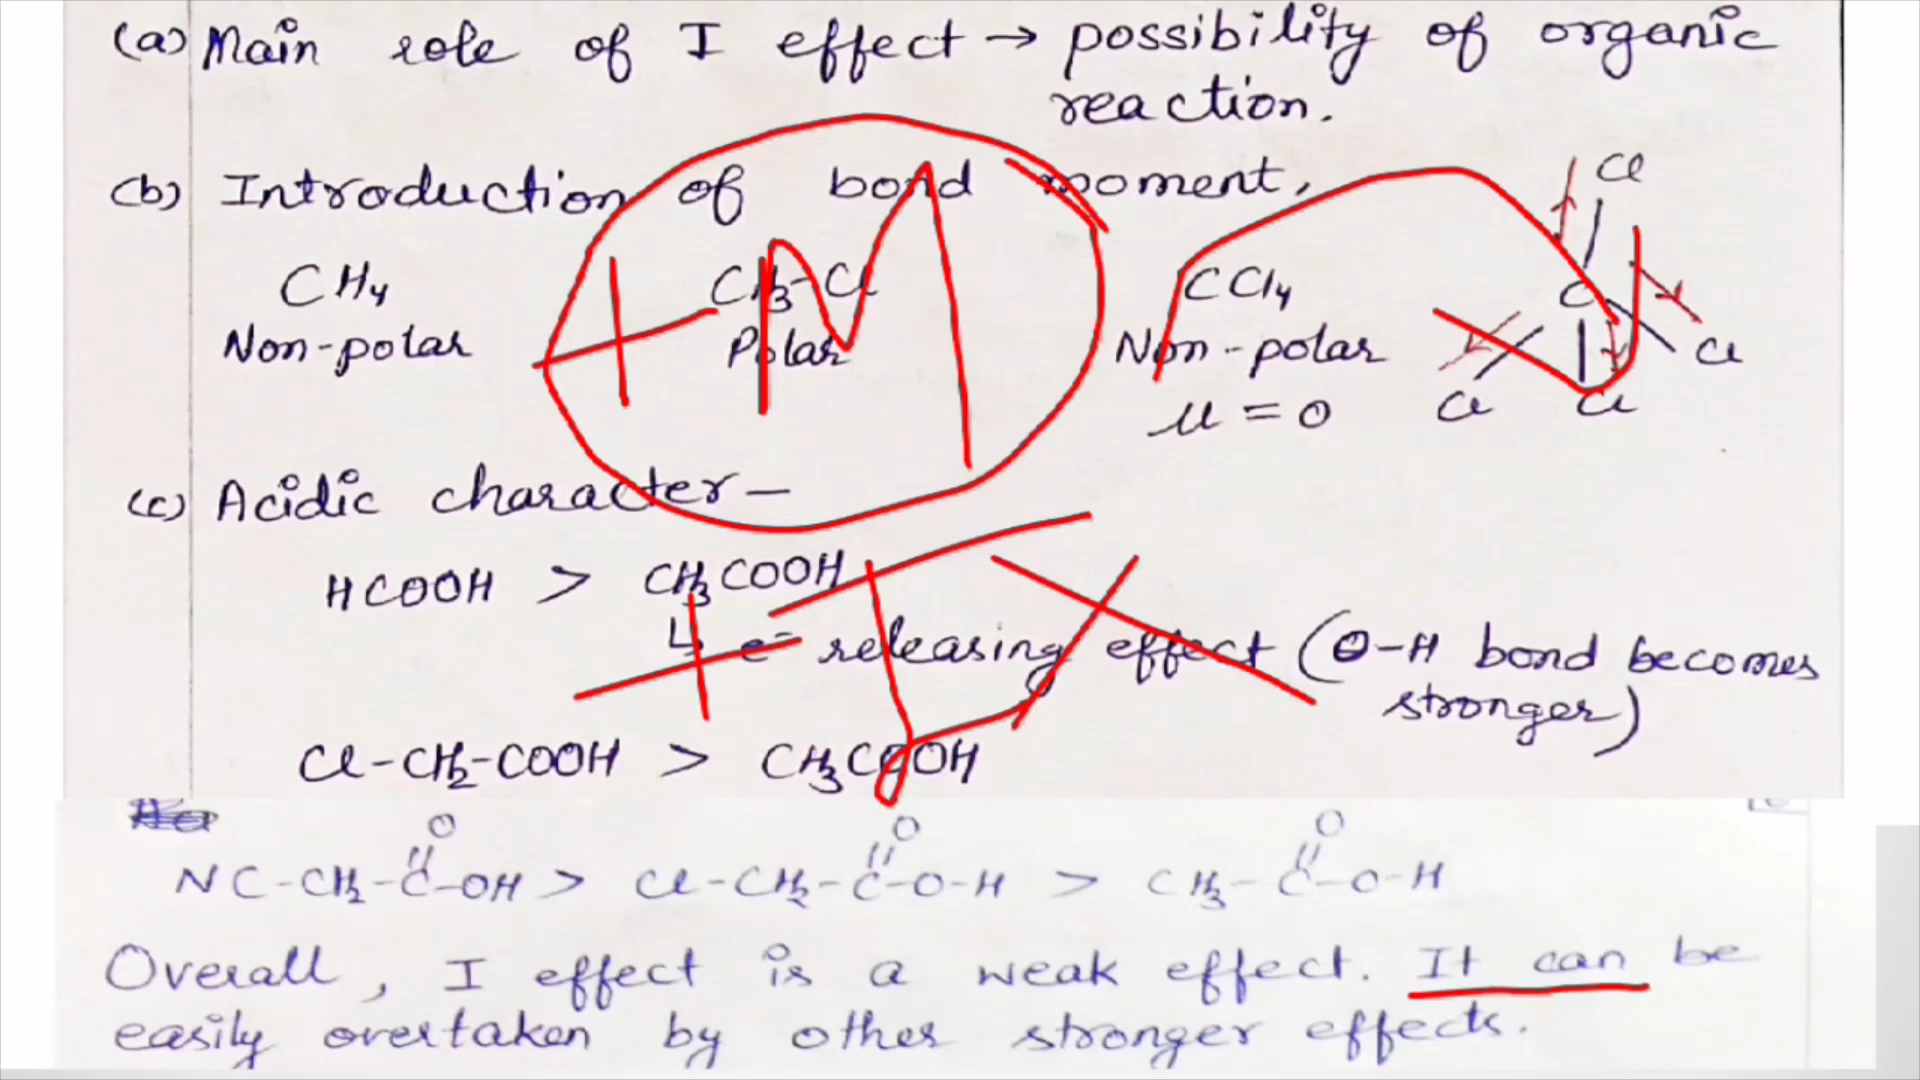 (a) Main role of I effect → possibility of organic
reaction.
(b) Introduction of bond moment,
CH4 CH3-Cl CCl4
Non-polar Polar Non-polar
μ = 0
Cl
C
Cl Cl Cl
+M
(c) Acidic character –
HCOOH > CH3COOH
↳ e⁻ releasing effect (O-H bond becomes
stronger)
+I
Cl-CH2-COOH > CH3COOH
O O O
NC-CH2-C-OH > Cl-CH2-C-O-H > CH3-C-O-H
Overall, I effect is a weak effect. It can be
easily overtaken by other stronger effects.